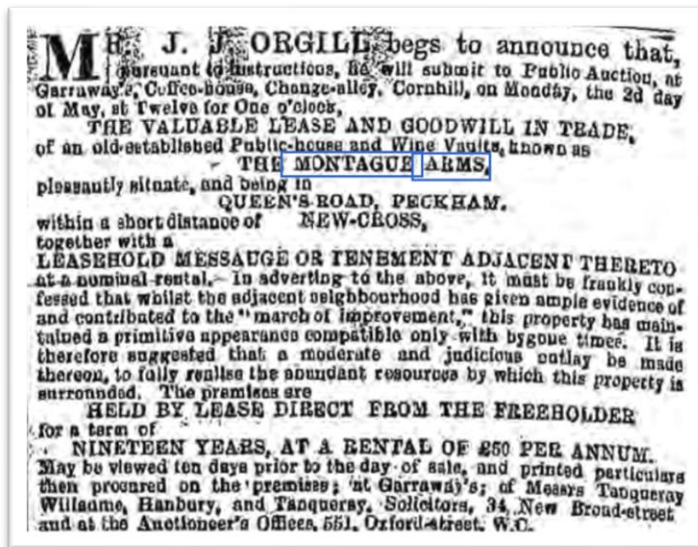 MR. J. J. ORGILL begs to announce that,
pursuant to instructions, he will submit to Public Auction, at
Garraway's, Coffee-house, Change-alley, Cornhill, on Monday, the 2d day
of May, at Twelve for One o'clock,
THE VALUABLE LEASE AND GOODWILL IN TRADE,
of an old-established Public-house and Wine Vaults, known as
THE MONTAGUE ARMS,
pleasantly situate, and being in
QUEEN'S-ROAD, PECKHAM.
within a short distance of NEW-CROSS,
together with a
LEASEHOLD MESSAUGE OR TENEMENT ADJACENT THERETO
at a nominal rental.- In adverting to the above, it must be frankly con-
fessed that whilst the adjacent neighbourhood has given ample evidence of
and contributed to the "march of improvement," this property has main-
tained a primitive appearance compatible only with bygone times. It is
therefore suggested that a moderate and judicious outlay be made
thereon, to fully realise the abundant resources by which this property is
surrounded. The premises are
HELD BY LEASE DIRECT FROM THE FREEHOLDER
for a term of
NINETEEN YEARS, AT A RENTAL OF £50 PER ANNUM.
May be viewed ten days prior to the day of sale, and printed particulars
then procured on the premises; at Garraway's; of Messrs Tanqueray
Willaume, Hanbury, and Tanqueray, Solicitors, 34, New Broad-street
and at the Auctioneer's Offices, 551, Oxford-street. W.C.